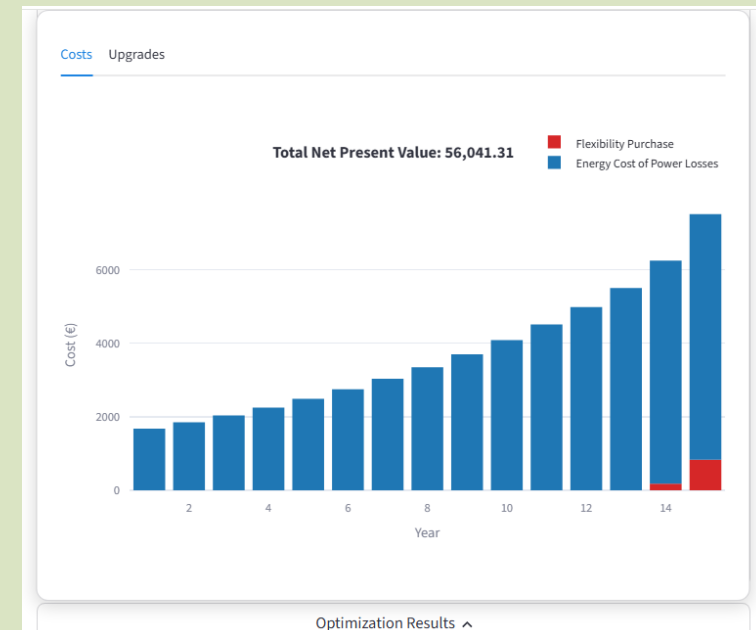 Costs Upgrades
Total Net Present Value: 56,041.31
Flexibility Purchase
Energy Cost of Power Losses
6000
4000
2000
0
Cost (€)
2 4 6 8 10 12 14
Year
Optimization Results